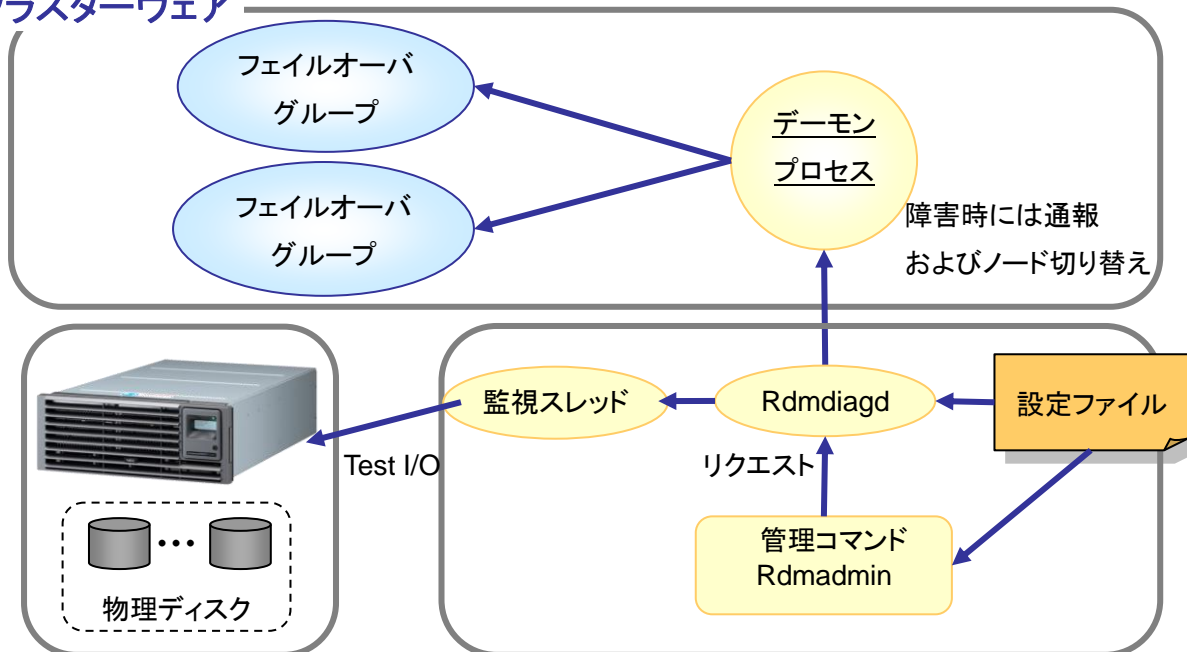 クラスターウェア
フェイルオーバ
グループ
デーモン
プロセス
フェイルオーバ
グループ
障害時には通報
およびノード切り替え
監視スレッド
Rdmdiagd
設定ファイル
Test I/O
リクエスト
管理コマンド
Rdmadmin
物理ディスク